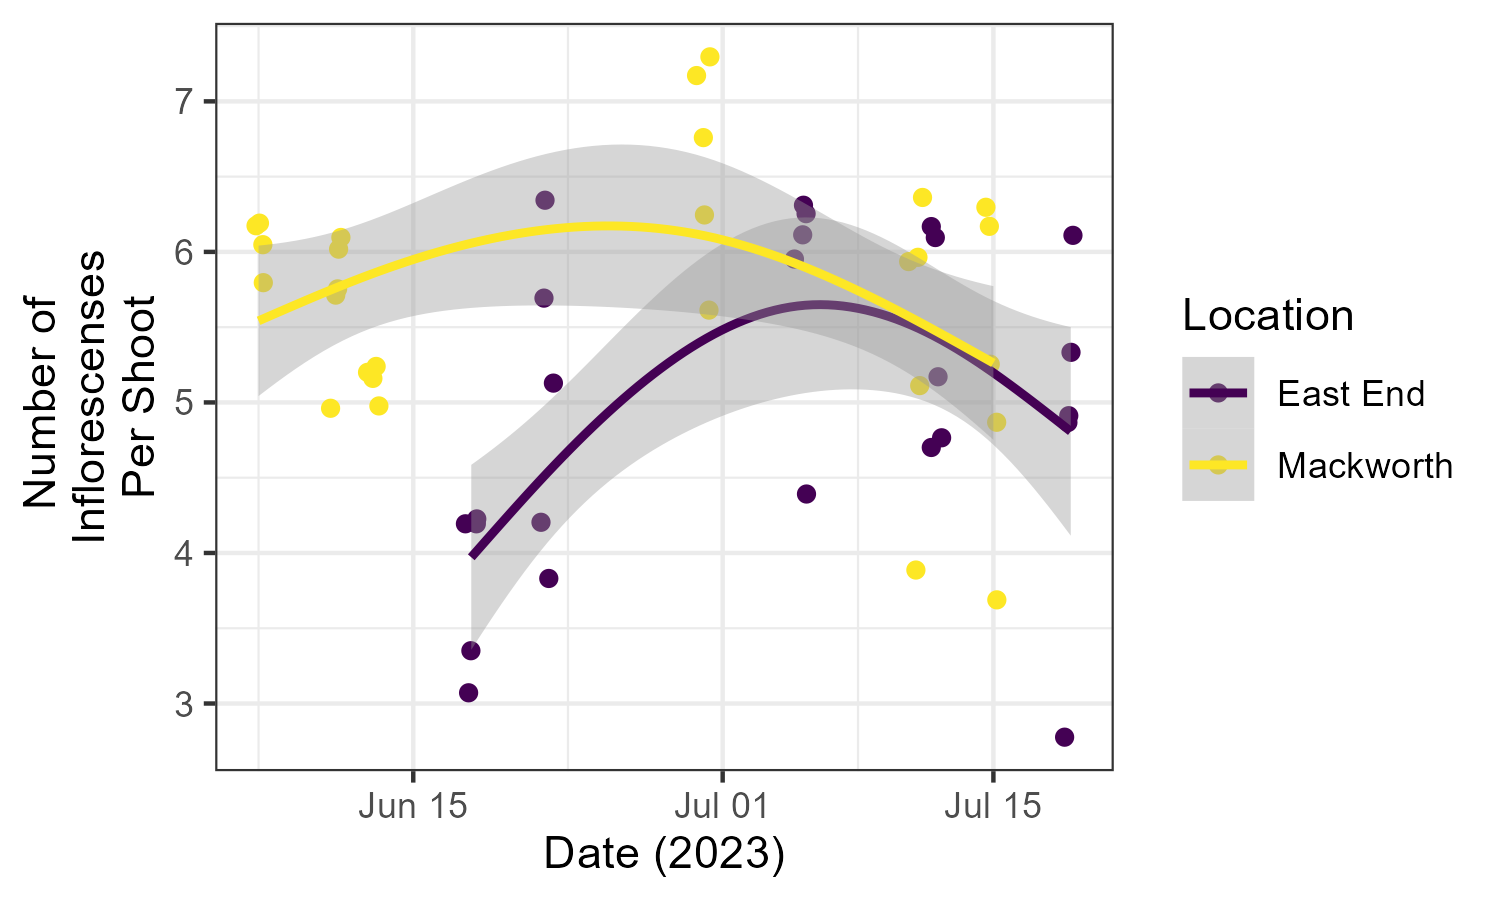 Number of
Inflorescenses
Per Shoot
7
6
5
4
3
Jun 15
Jul 01
Jul 15
Date (2023)
Location
East End
Mackworth